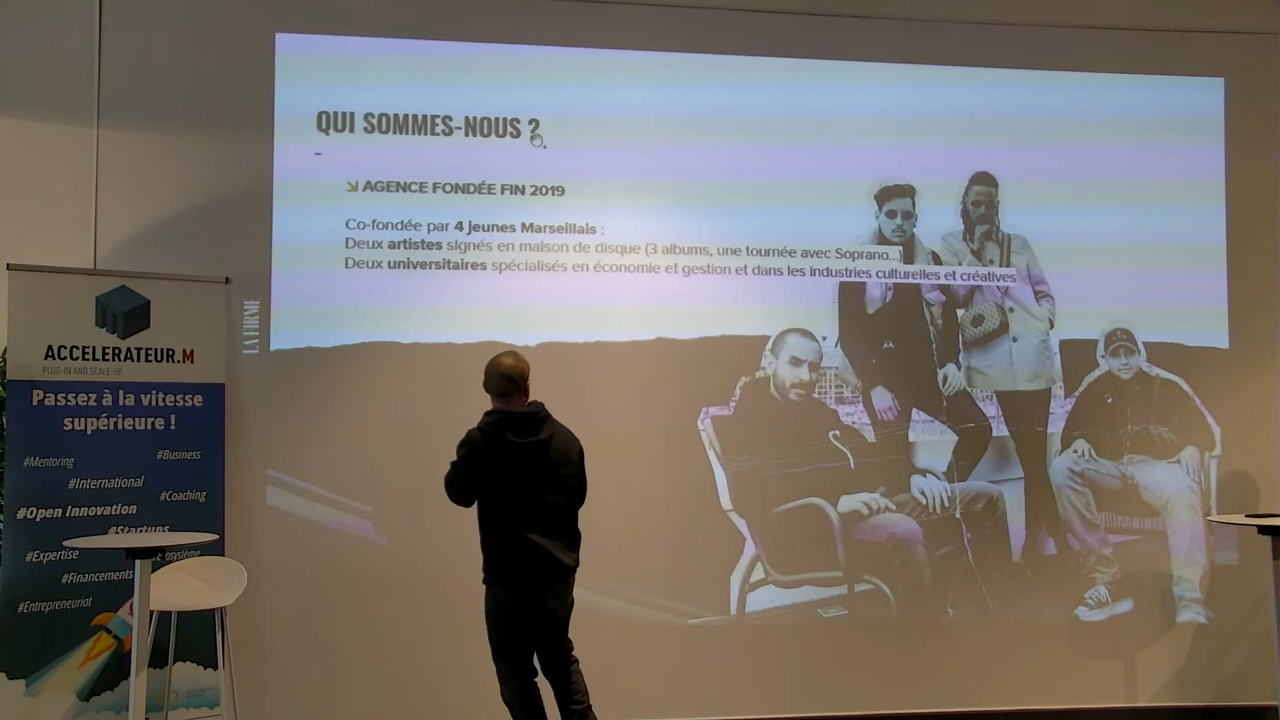 QUI SOMMES-NOUS ?
AGENCE FONDÉE FIN 2019
Co-fondée par 4 Jeunes Marseillais :
Deux artistes signés en maison de disque (3 albums, une tournée avec Soprano...)
Deux universitaires spécialisés en économie et gestion et dans les industries culturelles et créatives
LA FIRME
ACCELERATEUR.M
PLUG-IN AND SCALE-UP
Passez à la vitesse
supérieure !
#Mentoring
#Business
#International
#Coaching
#Open Innovation
#Startups
#Expertise
#Financements
#Entrepreneuriat